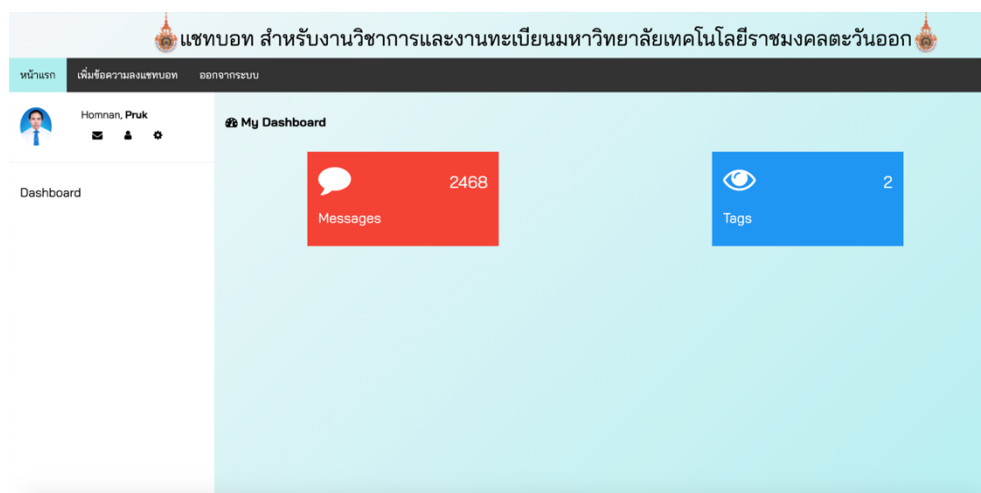 แชทบอท สำหรับงานวิชาการและงานทะเบียนมหาวิทยาลัยเทคโนโลยีราชมงคลตะวันออก
หน้าแรก เพิ่มข้อความลงแชทบอท ออกจากระบบ
Homnan, Pruk
My Dashboard
Dashboard
2468
Messages
2
Tags